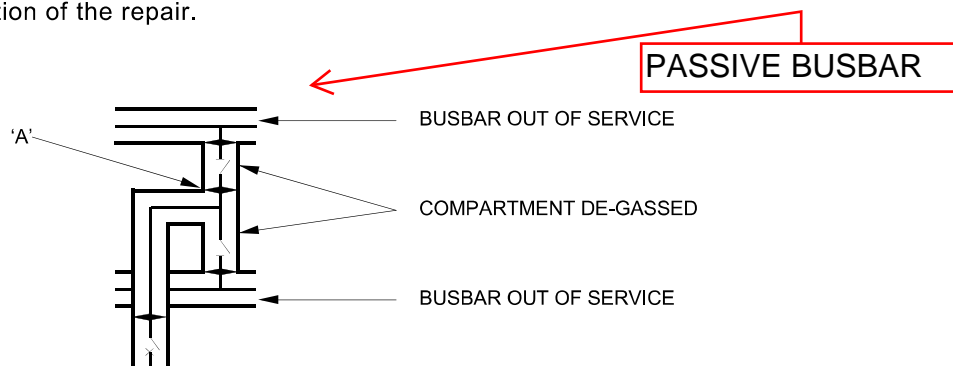 tion of the repair.
PASSIVE BUSBAR
BUSBAR OUT OF SERVICE
‘A’
COMPARTMENT DE-GASSED
BUSBAR OUT OF SERVICE